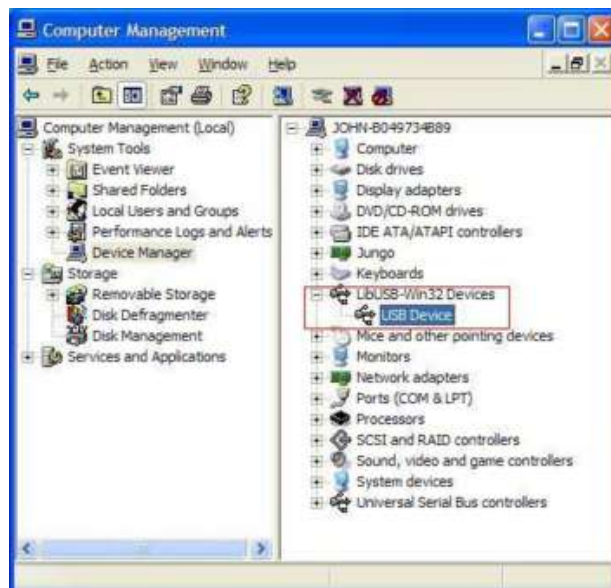 Computer Management
File Action View Window Help
Computer Management (Local)
System Tools
Event Viewer
Shared Folders
Local Users and Groups
Performance Logs and Alerts
Device Manager
Storage
Removable Storage
Disk Defragmenter
Disk Management
Services and Applications
JOHN-B049734B89
Computer
Disk drives
Display adapters
DVD/CD-ROM drives
IDE ATA/ATAPI controllers
Jungo
Keyboards
LibUSB-Win32 Devices
USB Device
Mice and other pointing devices
Monitors
Network adapters
Ports (COM & LPT)
Processors
SCSI and RAID controllers
Sound, video and game controllers
System devices
Universal Serial Bus controllers